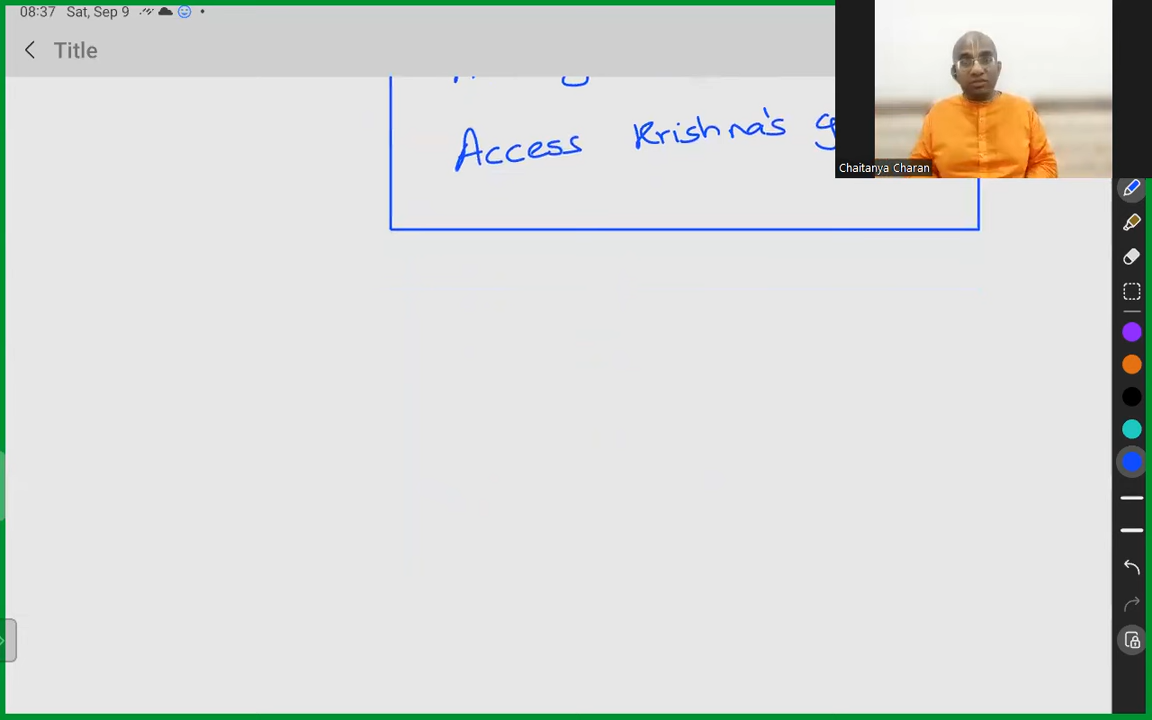 08:37 Sat, Sep 9
Title
Access Krishna's
Chaitanya Charan